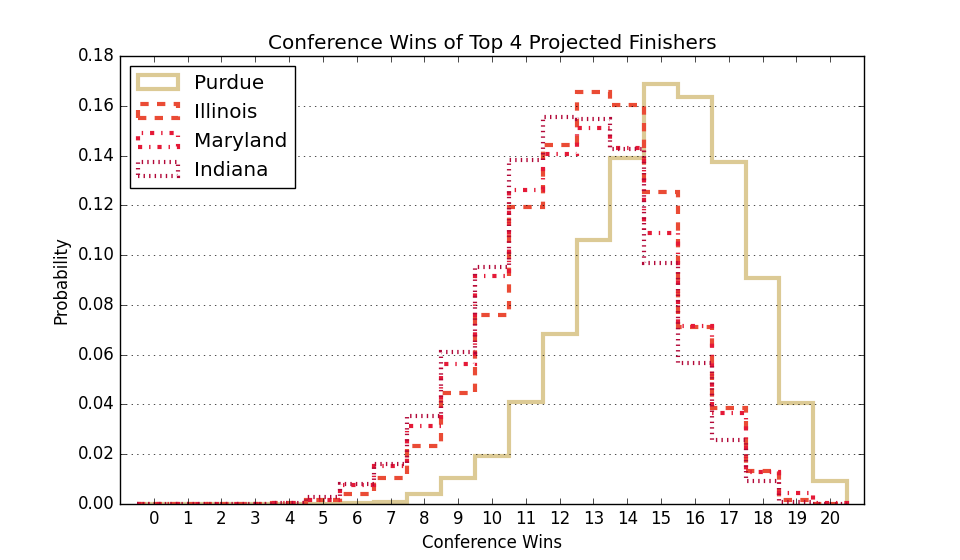 Conference Wins of Top 4 Projected Finishers
0.18
0.16
0.14
0.12
0.10
0.08
0.06
0.04
0.02
0.00
Probability
Purdue
Illinois
Maryland
Indiana
0 1 2 3 4 5 6 7 8 9 10 11 12 13 14 15 16 17 18 19 20
Conference Wins